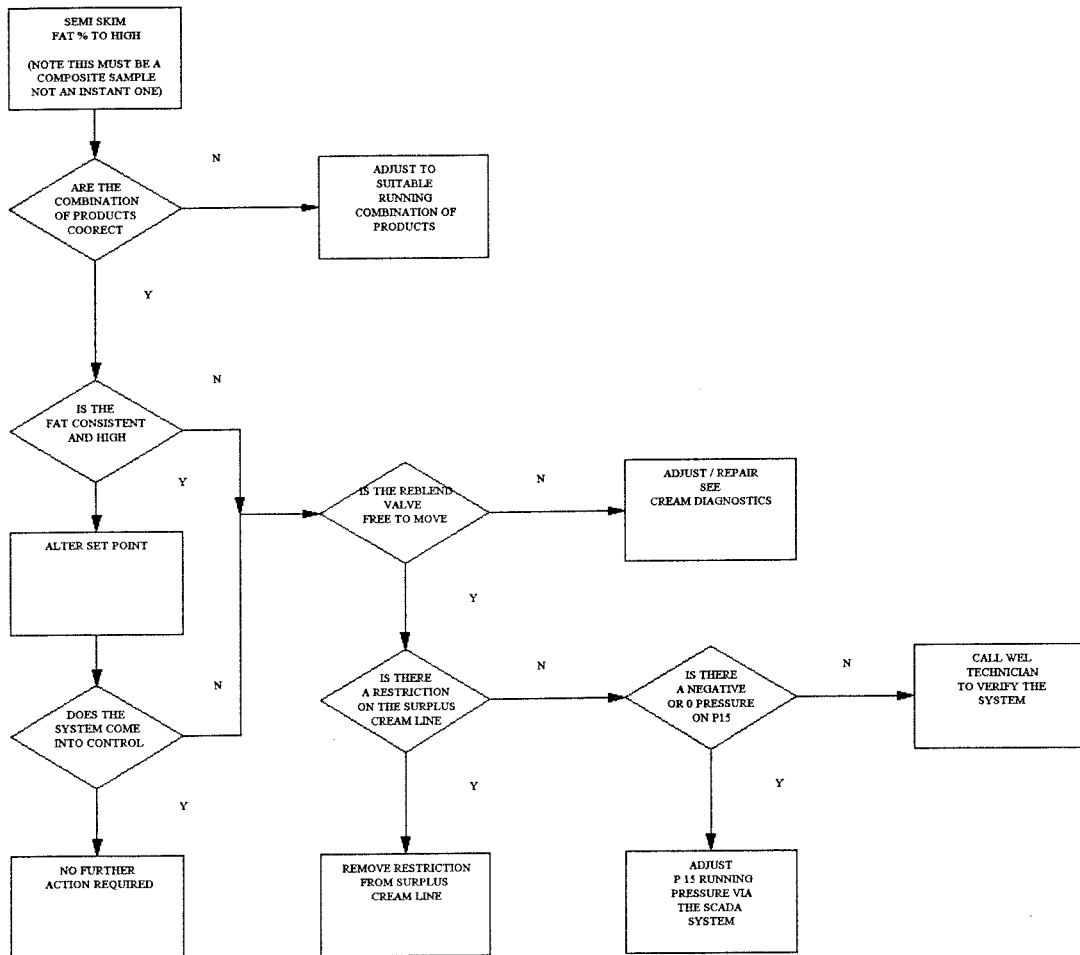 SEMI SKIM
FAT % TO HIGH
(NOTE THIS MUST BE A
COMPOSITE SAMPLE
NOT AN INSTANT ONE)
N
ARE THE
COMBINATION
OF PRODUCTS
COORECT
ADJUST TO
SUITABLE
RUNNING
COMBINATION OF
PRODUCTS
Y
N
IS THE
FAT CONSISTENT
AND HIGH
Y
IS THE REBLEND
VALVE
FREE TO MOVE
N
ADJUST / REPAIR
SEE
CREAM DIAGNOSTICS
ALTER SET POINT
Y
N
DOES THE
SYSTEM COME
INTO CONTROL
IS THERE
A RESTRICTION
ON THE SURPLUS
CREAM LINE
N
IS THERE
A NEGATIVE
OR 0 PRESSURE
ON P15
N
CALL WEL
TECHNICIAN
TO VERIFY THE
SYSTEM
Y
Y
Y
NO FURTHER
ACTION REQUIRED
REMOVE RESTRICTION
FROM SURPLUS
CREAM LINE
ADJUST
P 15 RUNNING
PRESSURE VIA
THE SCADA
SYSTEM